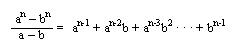 aⁿ – bⁿ / a – b = aⁿ⁻¹ + aⁿ⁻²b + aⁿ⁻³b² · · · + bⁿ⁻¹